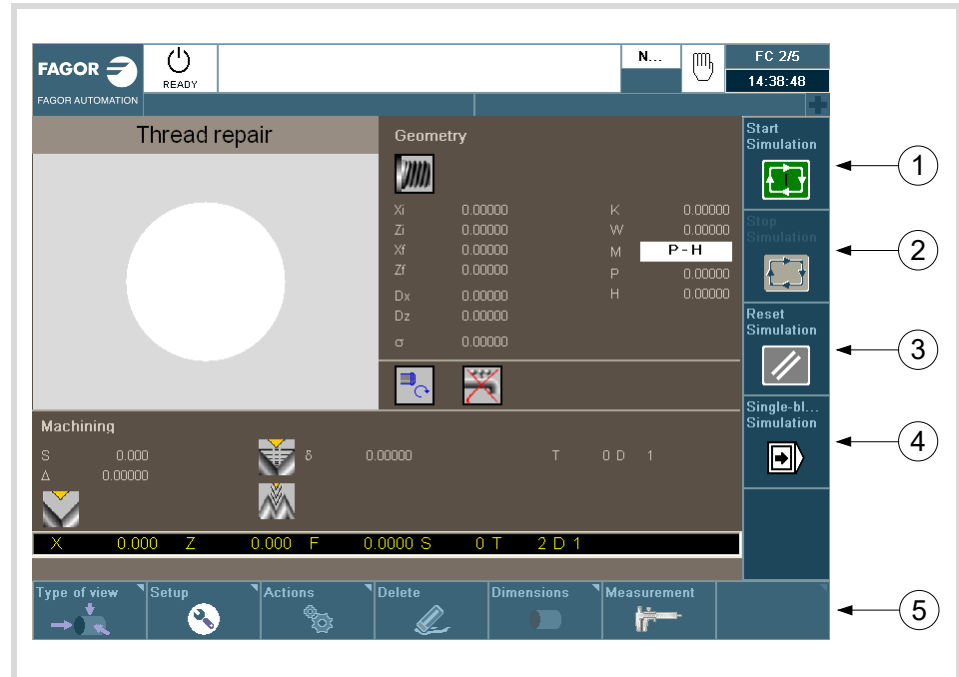 FAGOR
FAGOR AUTOMATION
READY
N...
FC 2/5
14:38:48
Thread repair
Geometry
Xi 0.00000 K 0.00000
Zi 0.00000 W 0.00000
Xf 0.00000 M P - H
Zf 0.00000 P 0.00000
Dx 0.00000 H 0.00000
Dz 0.00000
σ 0.00000
Machining
S 0.000 δ 0.00000 T 0 D 1
Δ 0.00000
X 0.000 Z 0.000 F 0.0000 S 0 T 2 D 1
Start
Simulation
1
Stop
Simulation
2
Reset
Simulation
3
Single-bl...
Simulation
4
Type of view Setup Actions Delete Dimensions Measurement
5